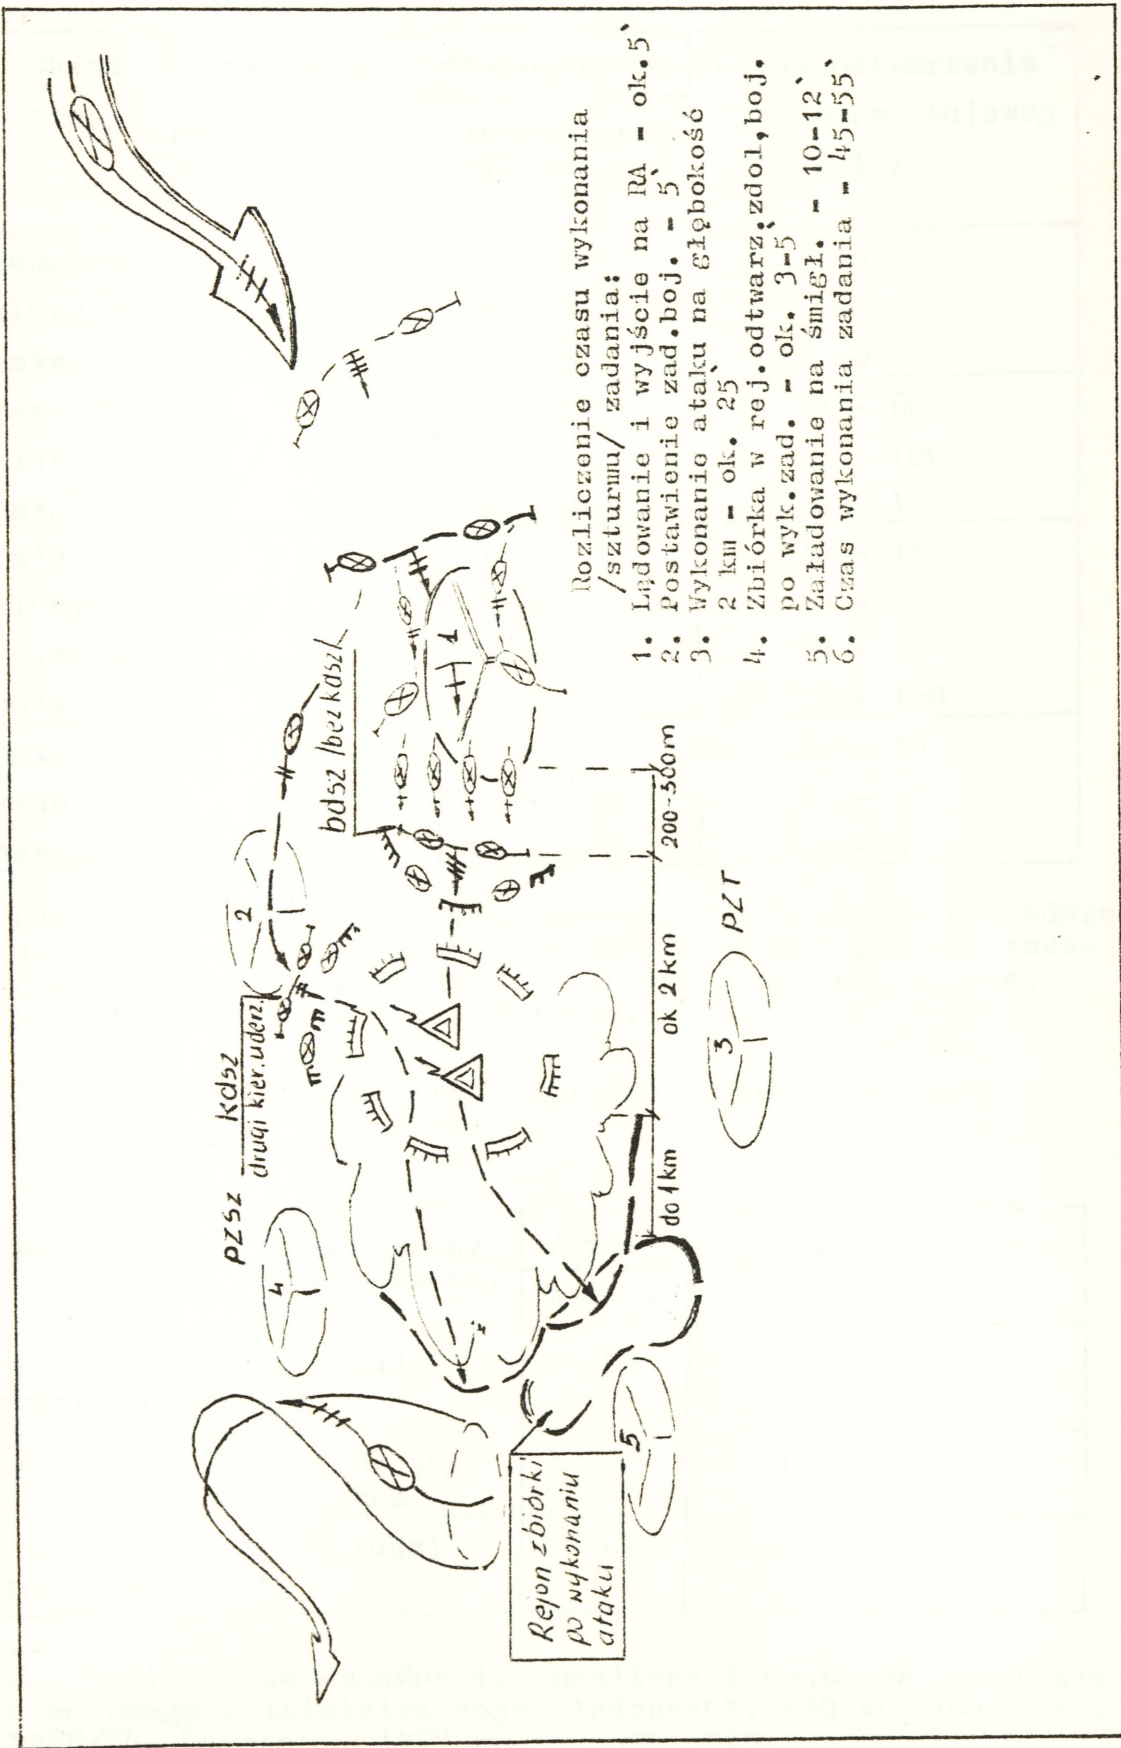 Rozliczenie czasu wykonania
/szturmu/ zadania:
1. Lądowanie i wyjście na RA - ok.5`
2. Postawienie zad.boj. - 5`
3. Wykonanie ataku na głębokość
2 km - ok. 25`
4. Zbiórka w rej.odtwarz.zdol,boj.
po wyk.zad. - ok. 3-5`
5. Załadowanie na śmigł. - 10-12`
6. Czas wykonania zadania - 45-55
bdsz /bez kdsz/
2
kdsz
drugi kier.uderz.
PZSz
4
200-300m
ok 2 km
do 1 km
PZT
3
5
Rejon zbiórki
po wykonaniu
ataku